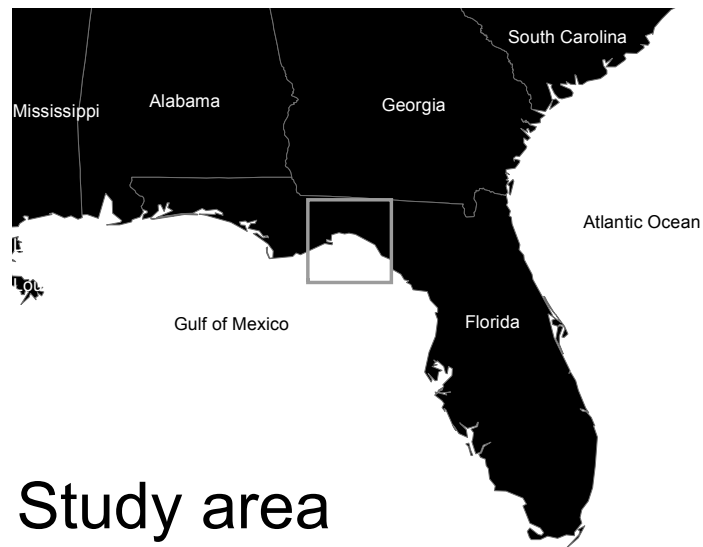 South Carolina
Alabama
Georgia
Mississippi
Atlantic Ocean
Gulf of Mexico
Florida
Study area